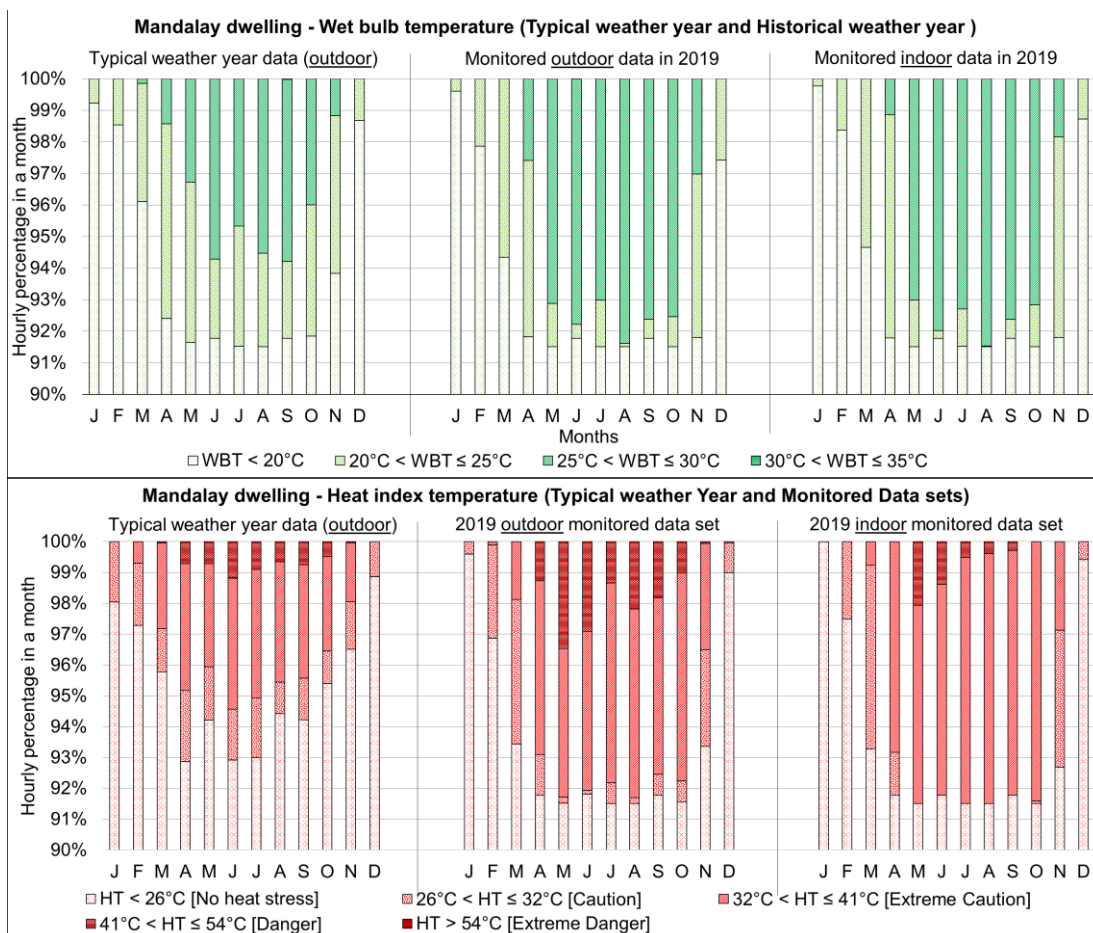 Mandalay dwelling - Wet bulb temperature (Typical weather year and Historical weather year )
Typical weather year data (outdoor)
Monitored outdoor data in 2019
Monitored indoor data in 2019
Hourly percentage in a month
100%
99%
98%
97%
96%
95%
94%
93%
92%
91%
90%
J F M A M J J A S O N D
J F M A M J J A S O N D
J F M A M J J A S O N D
Months
WBT < 20°C
20°C < WBT ≤ 25°C
25°C < WBT ≤ 30°C
30°C < WBT ≤ 35°C
Mandalay dwelling - Heat index temperature (Typical weather Year and Monitored Data sets)
Typical weather year data (outdoor)
2019 outdoor monitored data set
2019 indoor monitored data set
Hourly percentage in a month
100%
99%
98%
97%
96%
95%
94%
93%
92%
91%
90%
J F M A M J J A S O N D
J F M A M J J A S O N D
J F M A M J J A S O N D
HT < 26°C [No heat stress]
26°C < HT ≤ 32°C [Caution]
32°C < HT ≤ 41°C [Extreme Caution]
41°C < HT ≤ 54°C [Danger]
HT > 54°C [Extreme Danger]